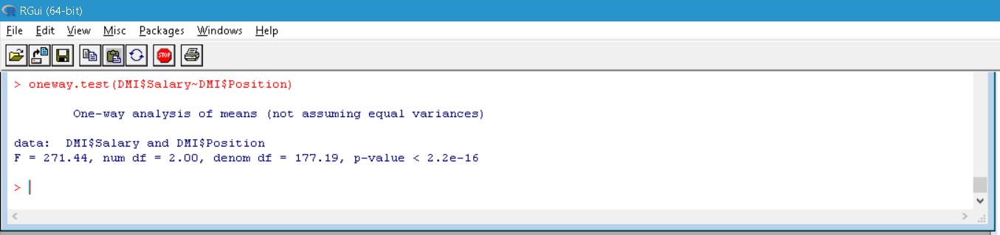 RGui (64-bit)
File Edit View Misc Packages Windows Help
STOP
> oneway.test(DMI$Salary~DMI$Position)
One-way analysis of means (not assuming equal variances)
data:  DMI$Salary and DMI$Position
F = 271.44, num df = 2.00, denom df = 177.19, p-value < 2.2e-16
>